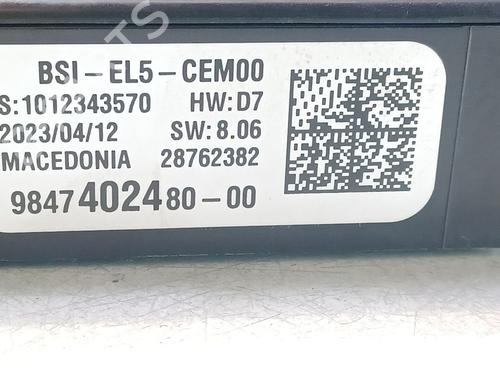 BSI-EL5-CEM00
S:1012343570 HW:D7
2023/04/12 SW:8.06
MACEDONIA 28762382
9847402480-00